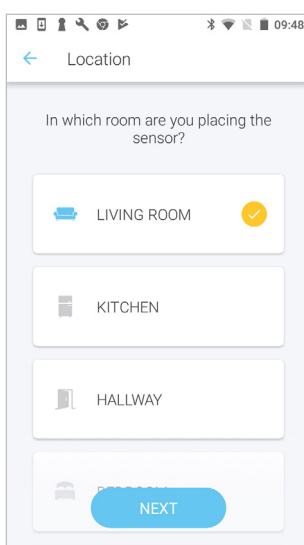 09:48
Location
In which room are you placing the
sensor?
LIVING ROOM
KITCHEN
HALLWAY
NEXT